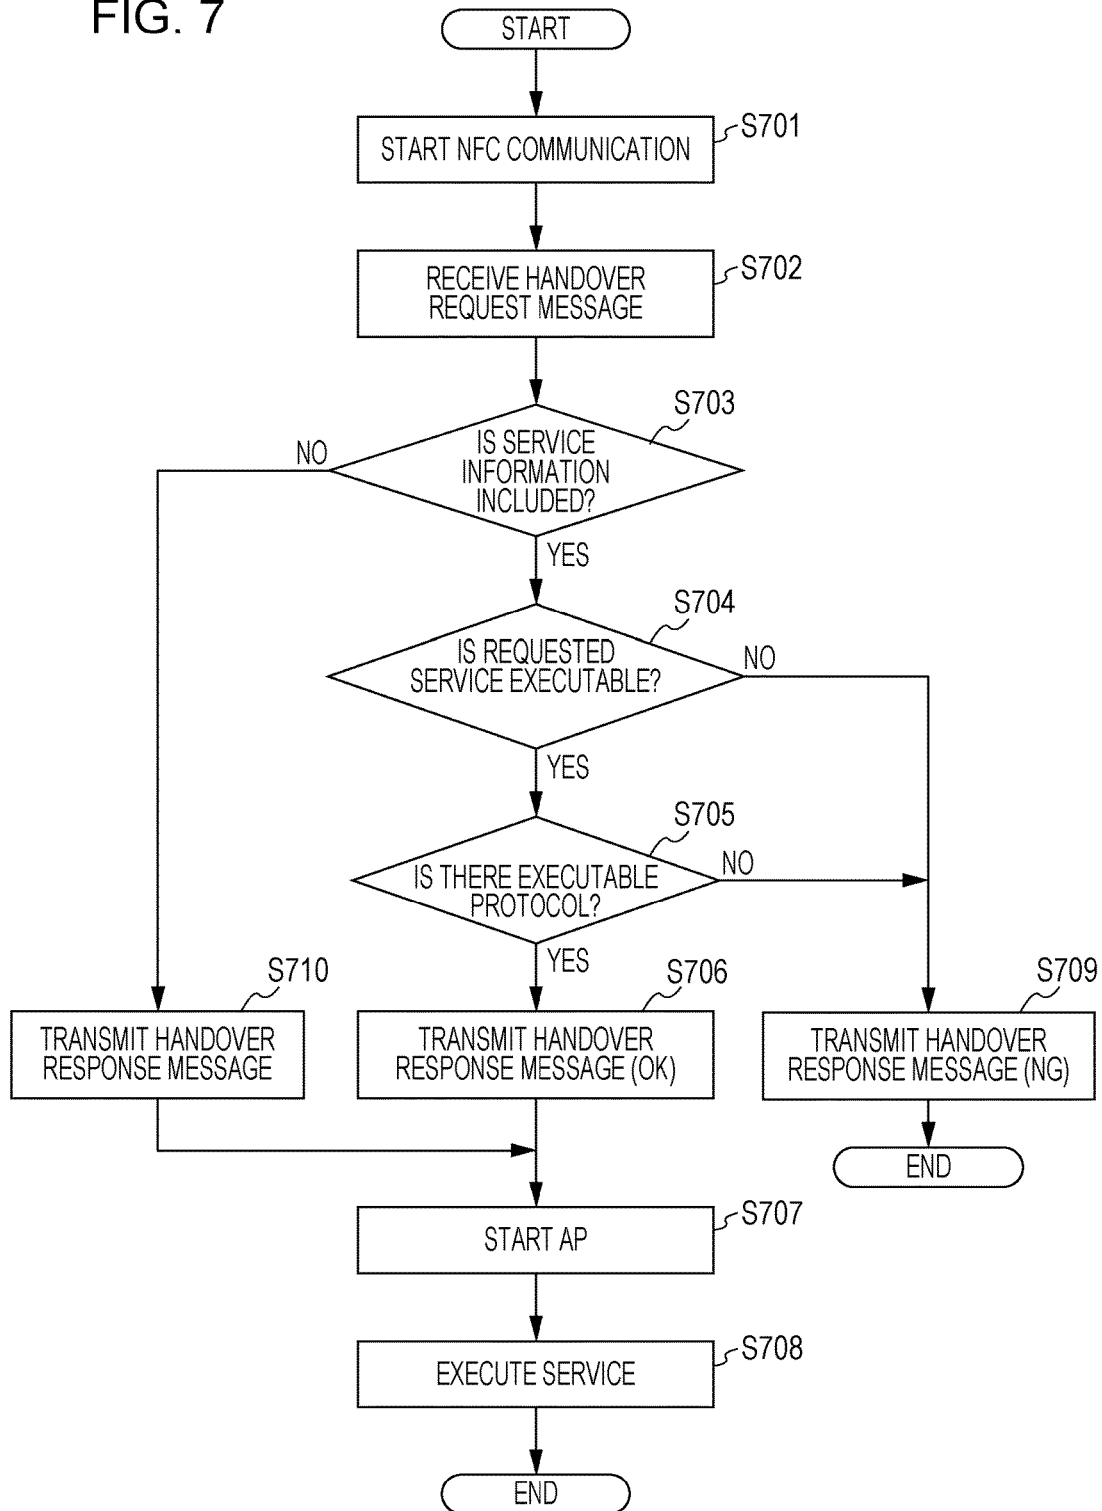 FIG. 7
START
START NFC COMMUNICATION
S701
RECEIVE HANDOVER
REQUEST MESSAGE
S702
S703
IS SERVICE
INFORMATION
INCLUDED?
NO
YES
S704
IS REQUESTED
SERVICE EXECUTABLE?
NO
YES
S705
IS THERE EXECUTABLE
PROTOCOL?
NO
YES
S710
TRANSMIT HANDOVER
RESPONSE MESSAGE
S706
TRANSMIT HANDOVER
RESPONSE MESSAGE (OK)
S709
TRANSMIT HANDOVER
RESPONSE MESSAGE (NG)
END
START AP
S707
EXECUTE SERVICE
S708
END